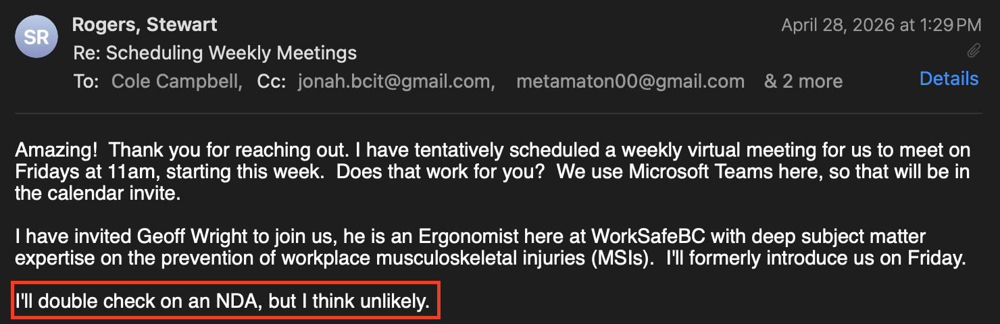 SR
Rogers, Stewart
April 28, 2026 at 1:29 PM
Re: Scheduling Weekly Meetings
To: Cole Campbell, Cc: jonah.bcit@gmail.com, metamaton00@gmail.com & 2 more
Details
Amazing!  Thank you for reaching out. I have tentatively scheduled a weekly virtual meeting for us to meet on
Fridays at 11am, starting this week.  Does that work for you?  We use Microsoft Teams here, so that will be in
the calendar invite.
I have invited Geoff Wright to join us, he is an Ergonomist here at WorkSafeBC with deep subject matter
expertise on the prevention of workplace musculoskeletal injuries (MSIs).  I'll formerly introduce us on Friday.
I'll double check on an NDA, but I think unlikely.